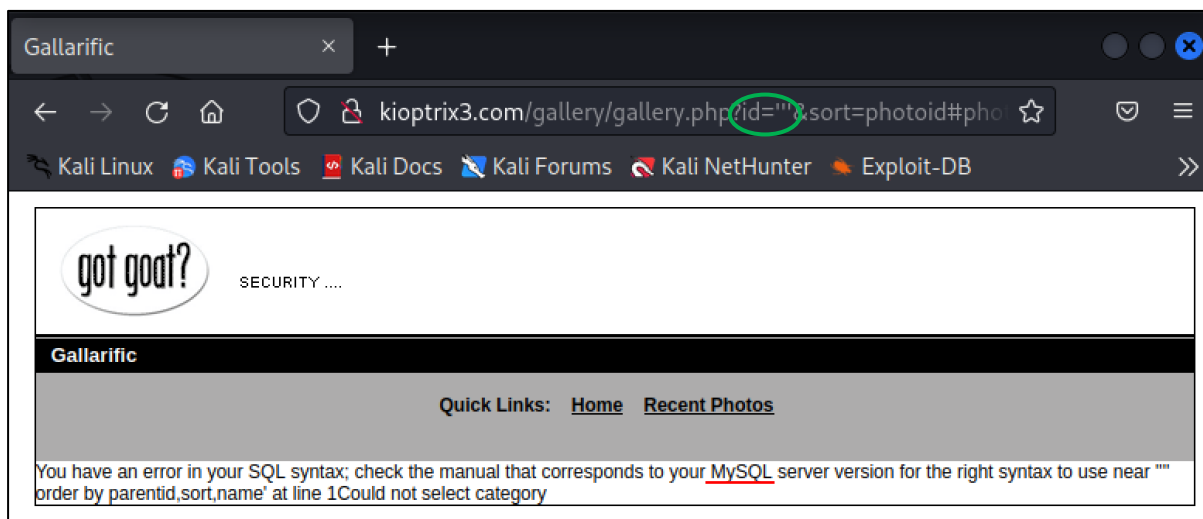 Gallarific
kioptrix3.com/gallery/gallery.php?id="'"&sort=photoid#pho
Kali Linux Kali Tools Kali Docs Kali Forums Kali NetHunter Exploit-DB
got goat? SECURITY ....
Gallarific
Quick Links: Home Recent Photos
You have an error in your SQL syntax; check the manual that corresponds to your MySQL server version for the right syntax to use near '"'
order by parentid,sort,name' at line 1Could not select category